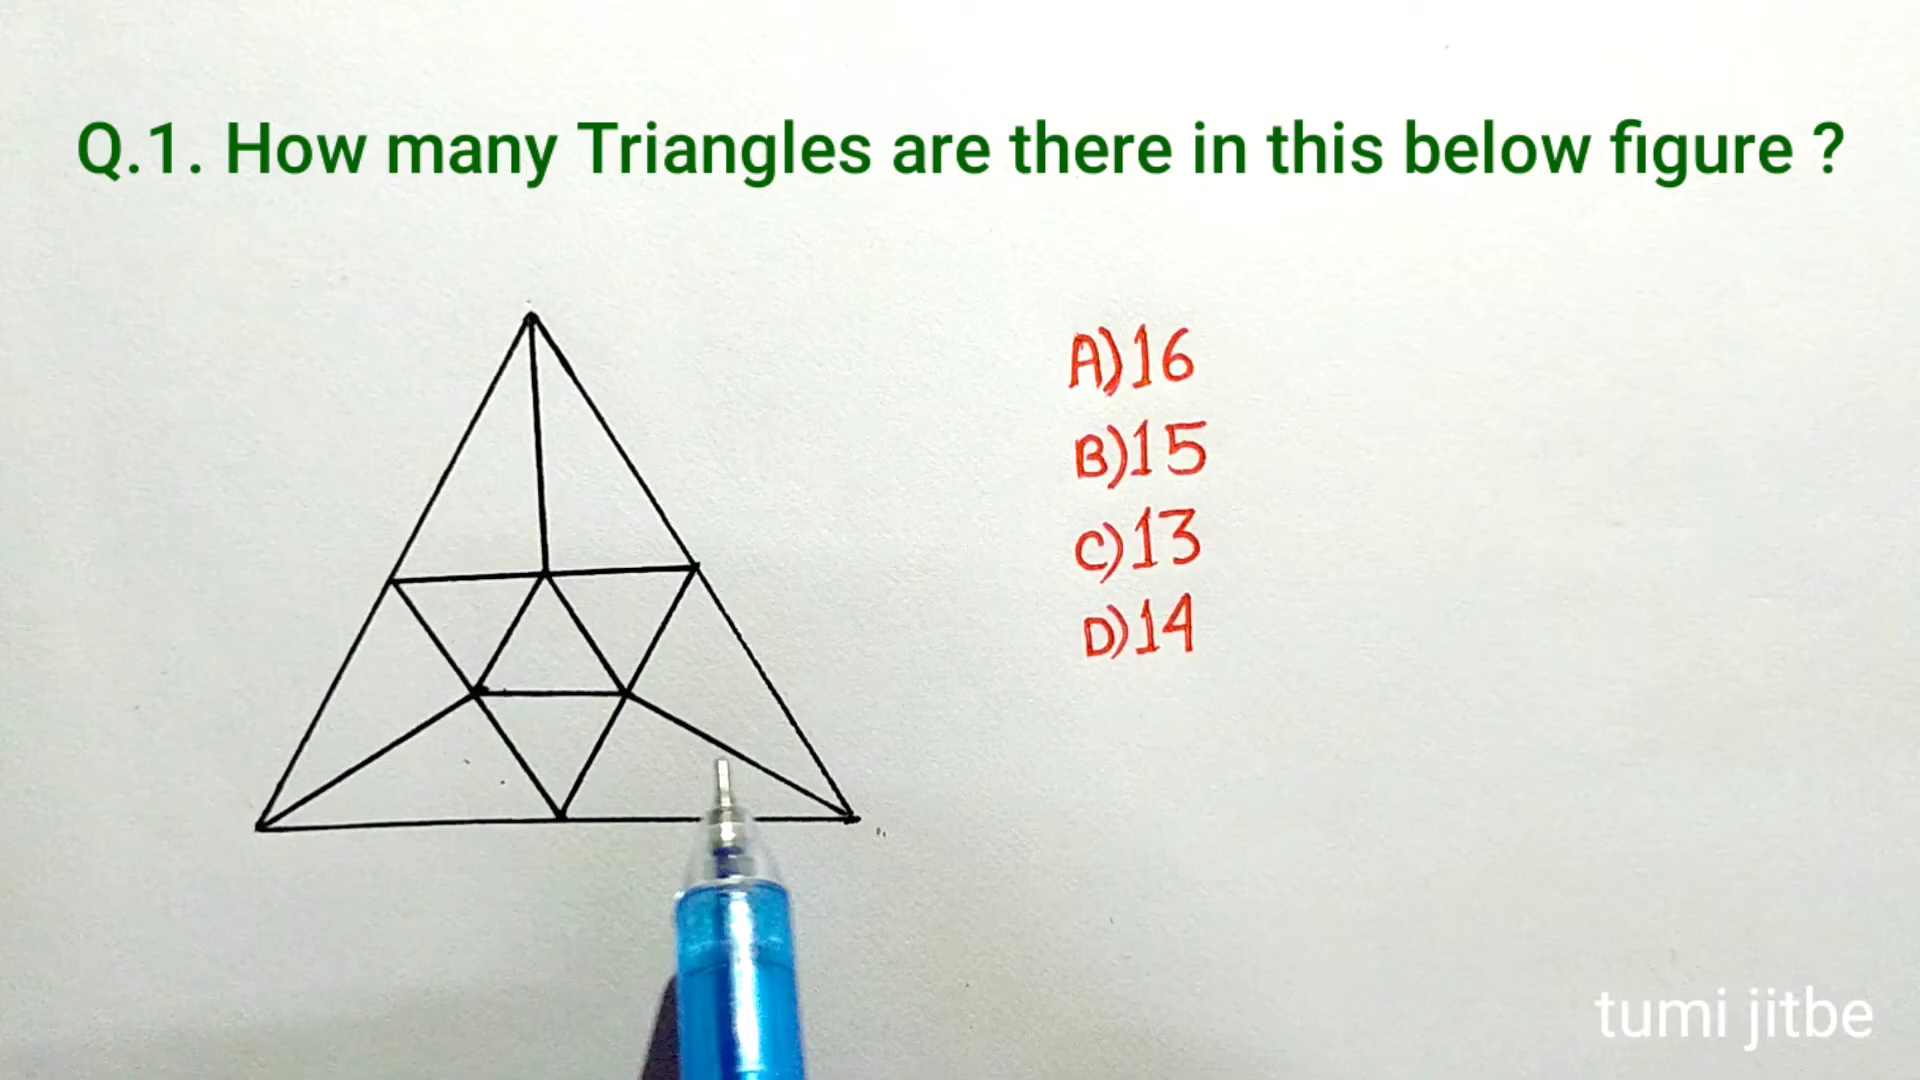 Q.1. How many Triangles are there in this below figure ?
A)16
B)15
C)13
D)14
tumi jitbe